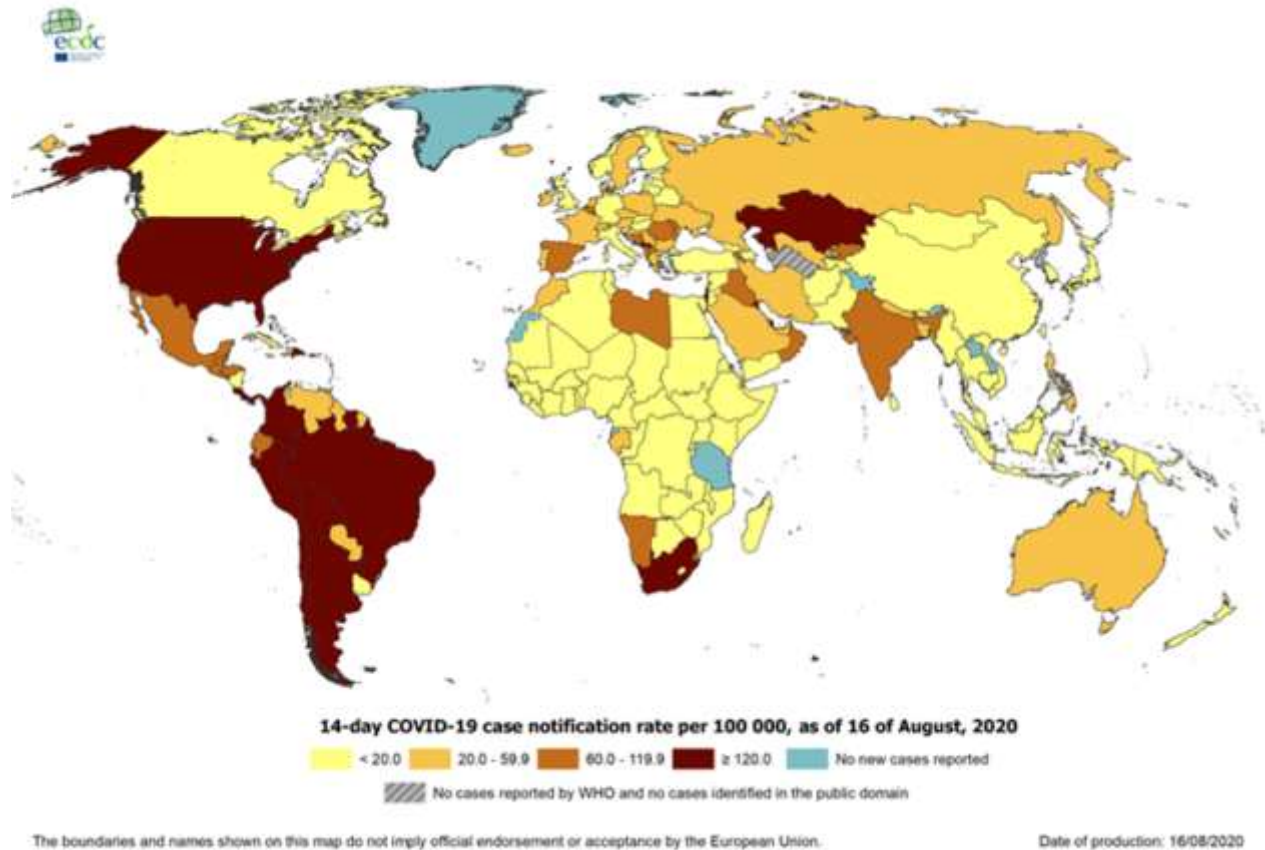 ecdc
14-day COVID-19 case notification rate per 100 000, as of 16 of August, 2020
< 20.0 20.0 - 59.9 60.0 - 119.9 ≥ 120.0 No new cases reported
No cases reported by WHO and no cases identified in the public domain
The boundaries and names shown on this map do not imply official endorsement or acceptance by the European Union. Date of production: 16/08/2020